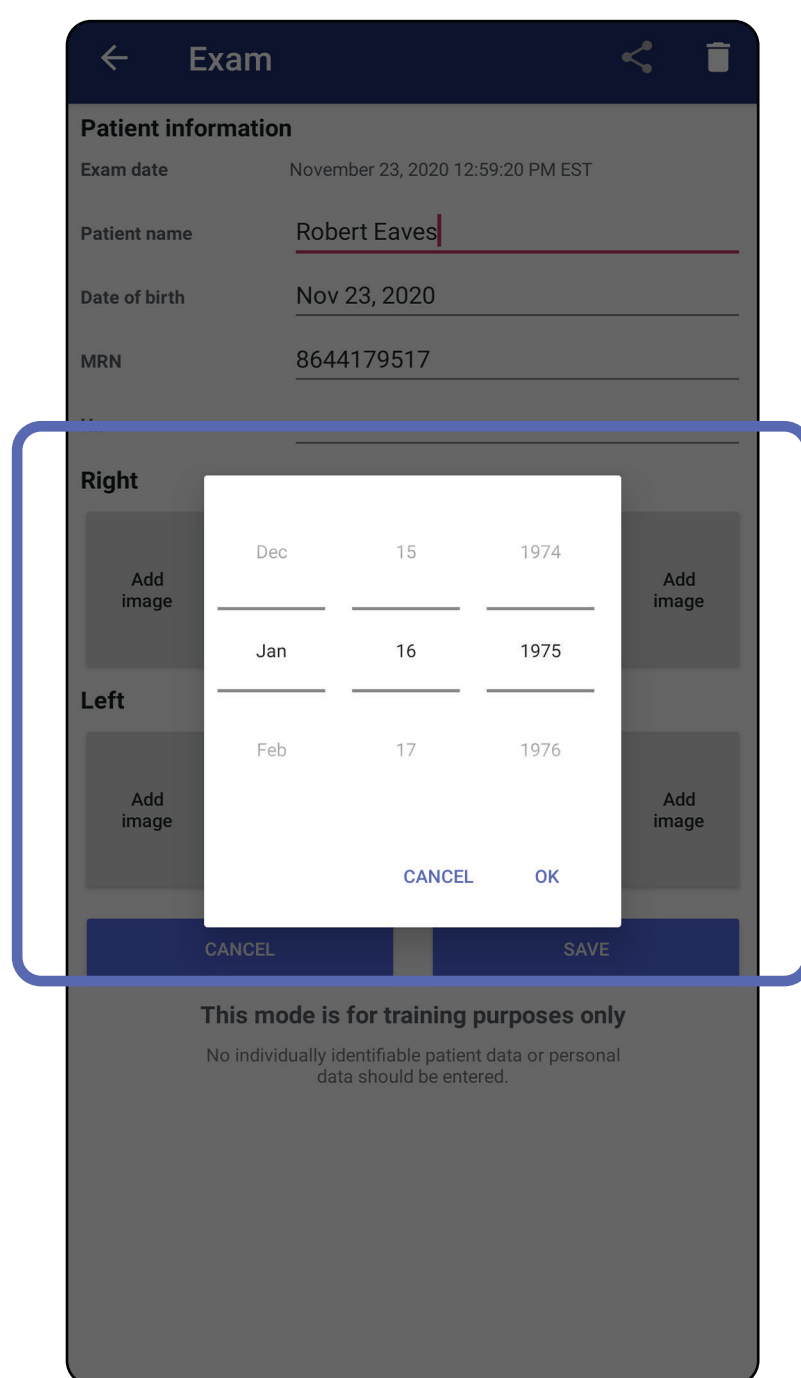 Exam
Patient information
Exam date November 23, 2020 12:59:20 PM EST
Patient name Robert Eaves
Date of birth Nov 23, 2020
MRN 8644179517
Right
Add
image
Add
image
Dec 15 1974
Jan 16 1975
Feb 17 1976
CANCEL OK
Left
Add
image
Add
image
CANCEL SAVE
This mode is for training purposes only
No individually identifiable patient data or personal
data should be entered.